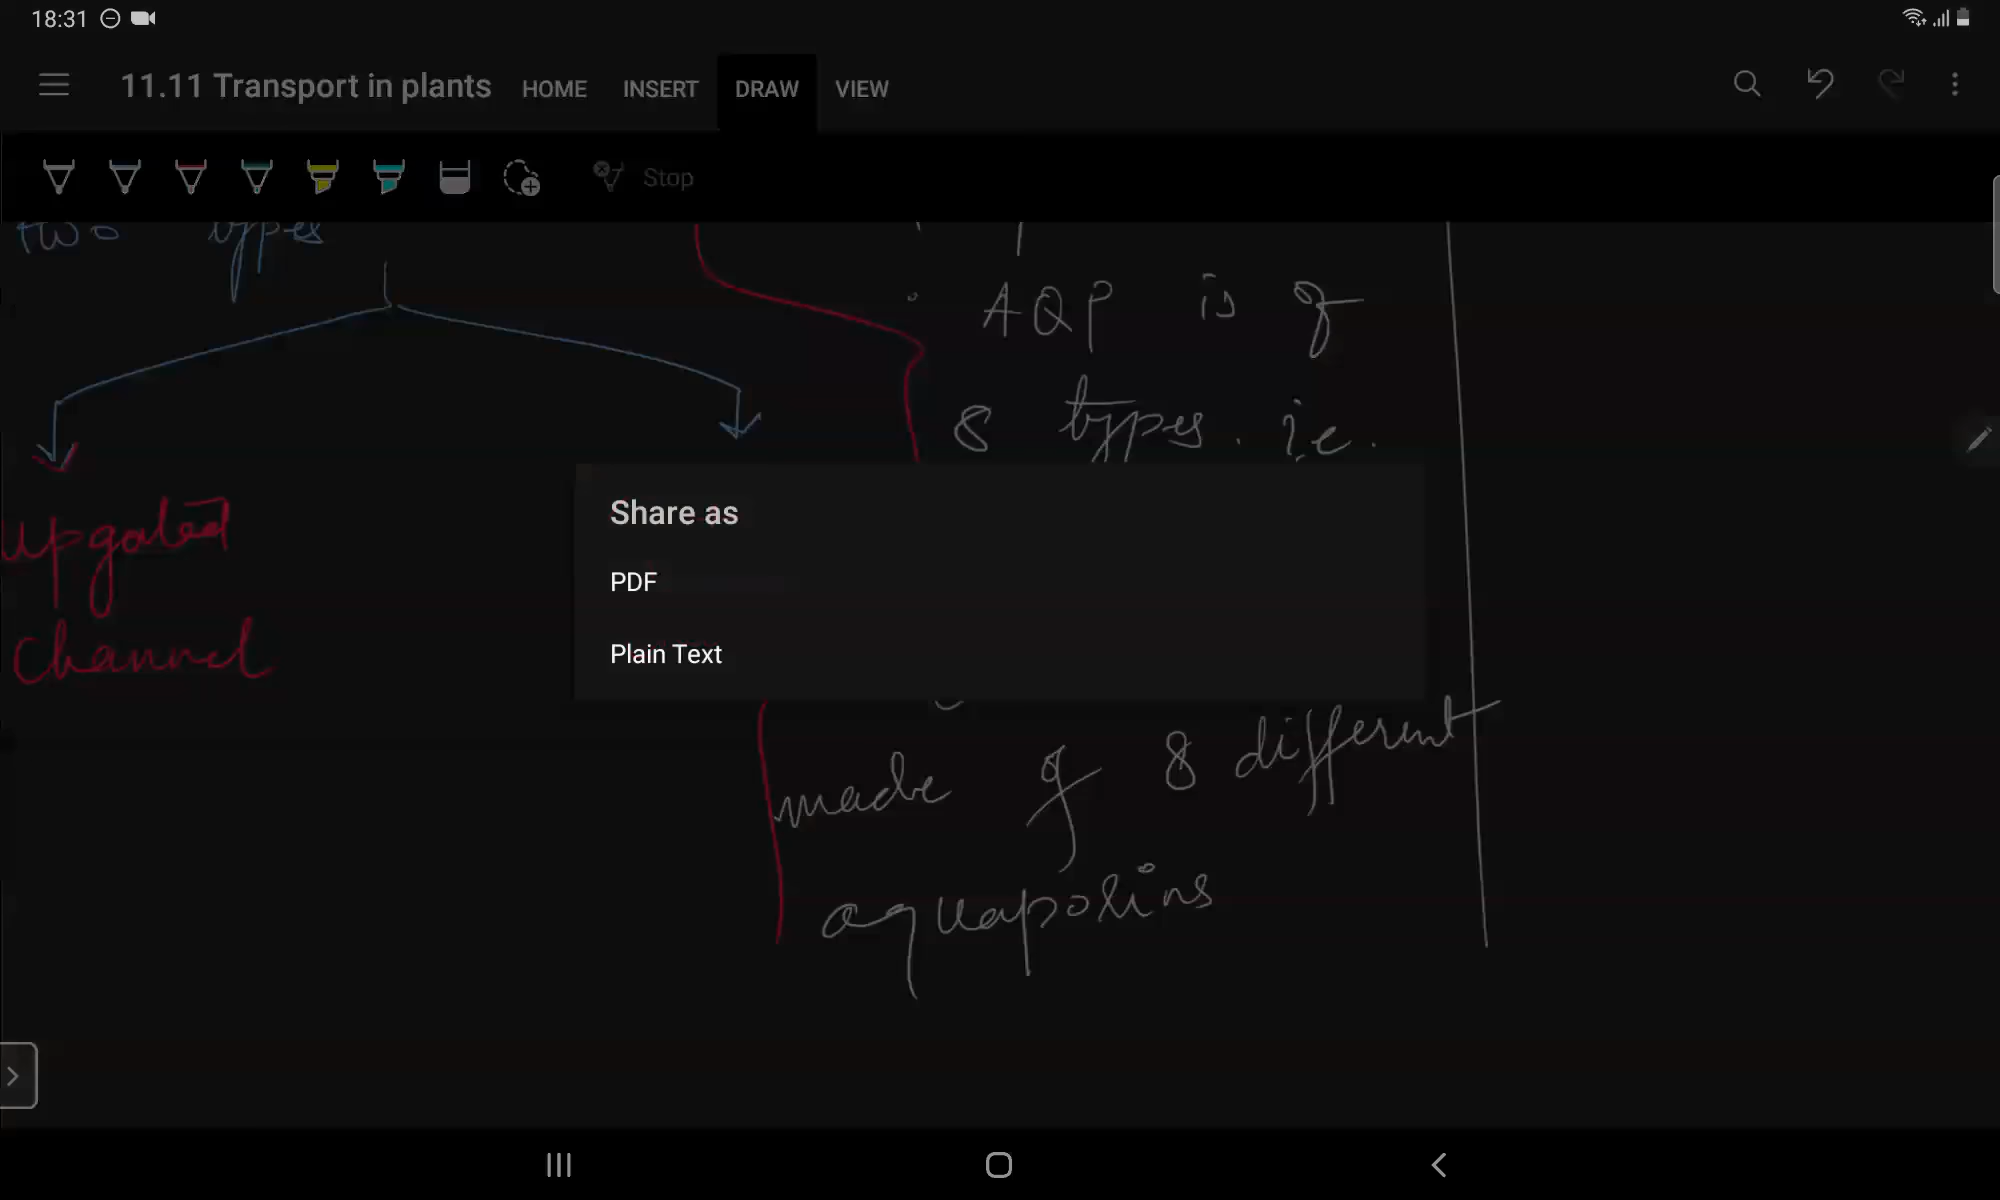 18:31
11.11 Transport in plants HOME INSERT DRAW VIEW
Stop
two types
AQP is of
8 types. i.e.
Share as
PDF
Plain Text
Upgated
Channel
made of 8 different
aquaporins